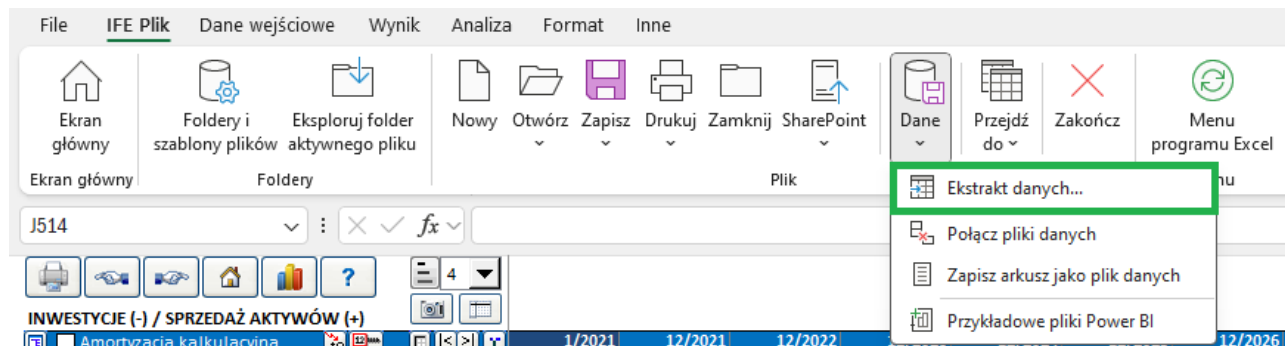 File IFE Plik Dane wejściowe Wynik Analiza Format Inne
Ekran główny
Foldery i szablony plików
Eksploruj folder aktywnego pliku
Nowy
Otwórz
Zapisz
Drukuj
Zamknij
SharePoint
Dane
Przejdź do
Zakończ
Menu programu Excel
Ekran główny
Foldery
Plik
nu
Ekstrakt danych...
Połącz pliki danych
Zapisz arkusz jako plik danych
Przykładowe pliki Power BI
J514
fx
?
4
INWESTYCJE (-) / SPRZEDAŻ AKTYWÓW (+)
Amortyzacja kalkulacyjna 1/2021 12/2021 12/2022 12/2026